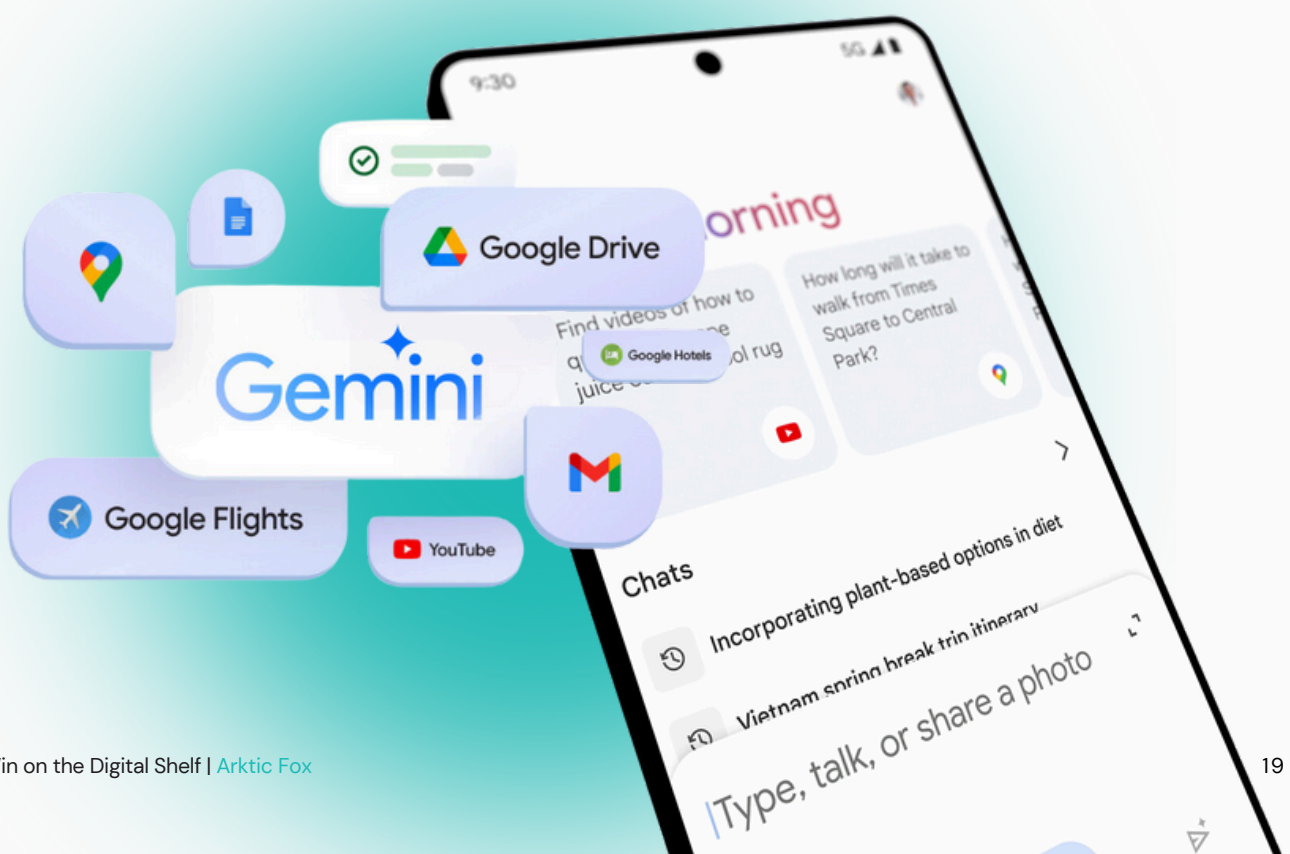 9:30
5G
orning
Google Drive
Gemini
Find videos of how to
How long will it take to
walk from Times
Square to Central
Park?
Google Hotels
ol rug
juice
Google Flights
YouTube
Chats
Incorporating plant-based options in diet
Vietnam spring break trip itinerary
Type, talk, or share a photo
in on the Digital Shelf | Arktic Fox
19